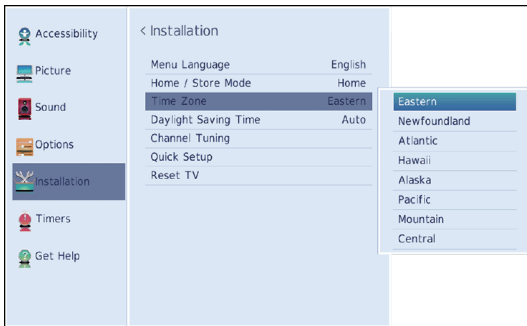 Accessibility
Picture
Sound
Options
Installation
Timers
Get Help
< Installation
Menu Language English
Home / Store Mode Home
Time Zone Eastern
Daylight Saving Time Auto
Channel Tuning
Quick Setup
Reset TV
Eastern
Newfoundland
Atlantic
Hawaii
Alaska
Pacific
Mountain
Central